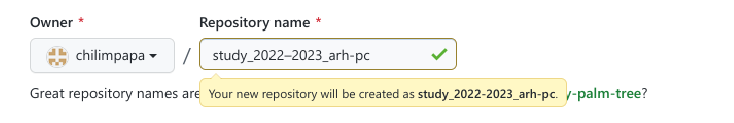 Owner * Repository name *
chilimpapa / study_2022–2023_arh-pc
Your new repository will be created as study_2022-2023_arh-pc.
Great repository names are y-palm-tree?